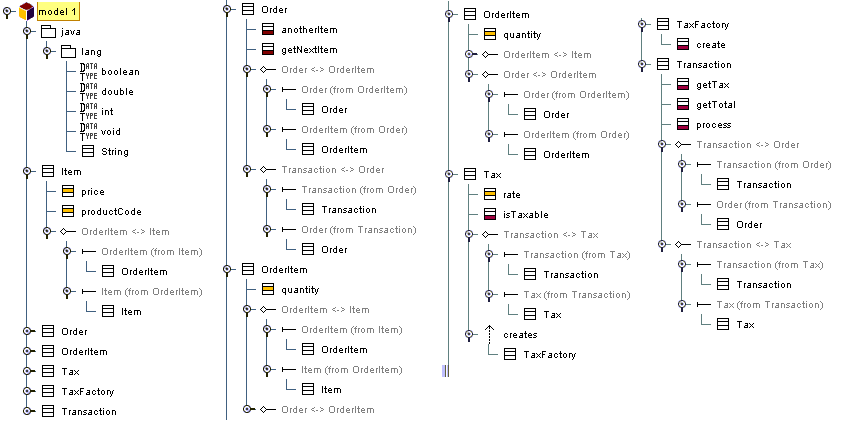 model 1
java
lang
DATA TYPE boolean
DATA TYPE double
DATA TYPE int
DATA TYPE void
String
Item
price
productCode
OrderItem <-> Item
OrderItem (from Item)
OrderItem
Item (from OrderItem)
Item
Order
OrderItem
Tax
TaxFactory
Transaction
Order
anotherItem
getNextItem
Order <-> OrderItem
Order (from OrderItem)
Order
OrderItem (from Order)
OrderItem
Transaction <-> Order
Transaction (from Order)
Transaction
Order (from Transaction)
Order
OrderItem
quantity
OrderItem <-> Item
OrderItem (from Item)
OrderItem
Item (from OrderItem)
Item
Order <-> OrderItem
OrderItem
quantity
OrderItem <-> Item
Order <-> OrderItem
Order (from OrderItem)
Order
OrderItem (from Order)
OrderItem
Tax
rate
isTaxable
Transaction <-> Tax
Transaction (from Tax)
Transaction
Tax (from Transaction)
Tax
creates
TaxFactory
TaxFactory
create
Transaction
getTax
getTotal
process
Transaction <-> Order
Transaction (from Order)
Transaction
Order (from Transaction)
Order
Transaction <-> Tax
Transaction (from Tax)
Transaction
Tax (from Transaction)
Tax